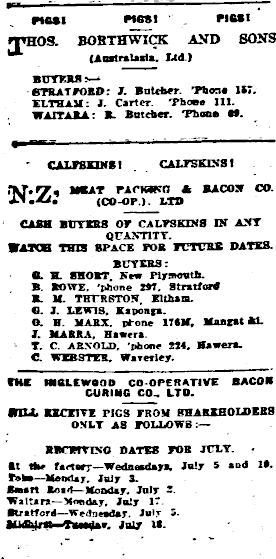 PIGS! PIGS! PIGS!
THOS. BORTHWICK AND SONS
(Australasia, Ltd.)
BUYERS:—
STRATFORD: J. Butcher. 'Phone 157.
ELTHAM: J. Carter. 'Phone 111.
WAITARA: R. Butcher. 'Phone 69.
CALFSKINS! CALFSKINS!
N.Z. MEAT PACKING & BACON CO.
(CO-OP.). LTD
CASH BUYERS OF CALFSKINS IN ANY
QUANTITY.
WATCH THIS SPACE FOR FUTURE DATES.
BUYERS:
G. H. SHORT, New Plymouth.
B. ROWE, 'phone 297, Stratford
R. M. THURSTON, Eltham.
G. J. LEWIS, Kaponga.
O. H. MARX, phone 176M,
J. MARRA, Hawera.
T. C. ARNOLD, 'phone 224, Hawera.
C. WEBSTER, Waverley.
THE INGLEWOOD CO-OPERATIVE BACON
CURING CO., LTD.
WILL RECEIVE PIGS FROM SHAREHOLDERS
ONLY AS FOLLOWS:—
RECEIVING DATES FOR JULY.
At the factory—Wednesdays, July 5 and 19.
Toko—Monday, July 3.
Smart Road—Monday, July
Waitara—Monday, July 17.
Stratford—Wednesday, July 5.
Midhirst—Tuesday, July 18.